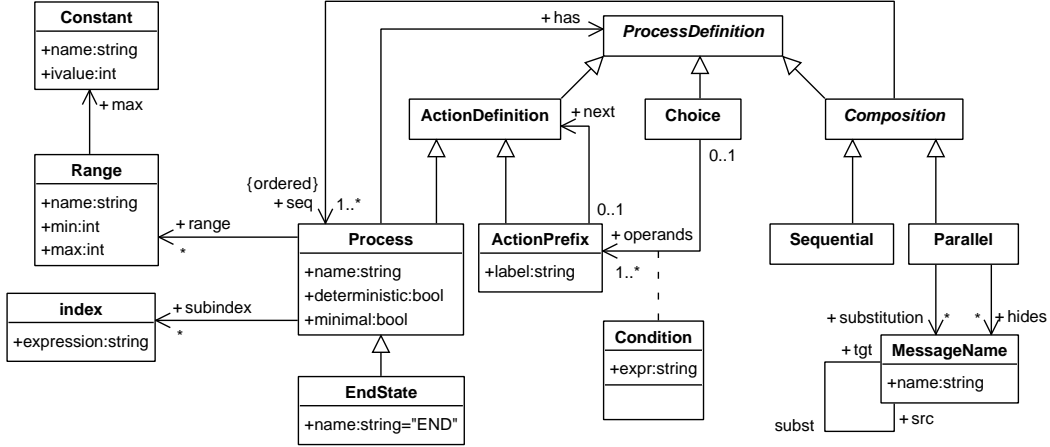 Constant
+name:string
+ivalue:int
+max
Range
+name:string
+min:int
+max:int
+range
*
index
+expression:string
+subindex
*
+has
{ordered}
+seq
1..*
Process
+name:string
+deterministic:bool
+minimal:bool
EndState
+name:string="END"
ProcessDefinition
ActionDefinition
+next
Choice
0..1
Composition
0..1
ActionPrefix
+label:string
+operands
1..*
Condition
+expr:string
Sequential
Parallel
+substitution
*
*
+hides
+tgt
MessageName
+name:string
subst
+src